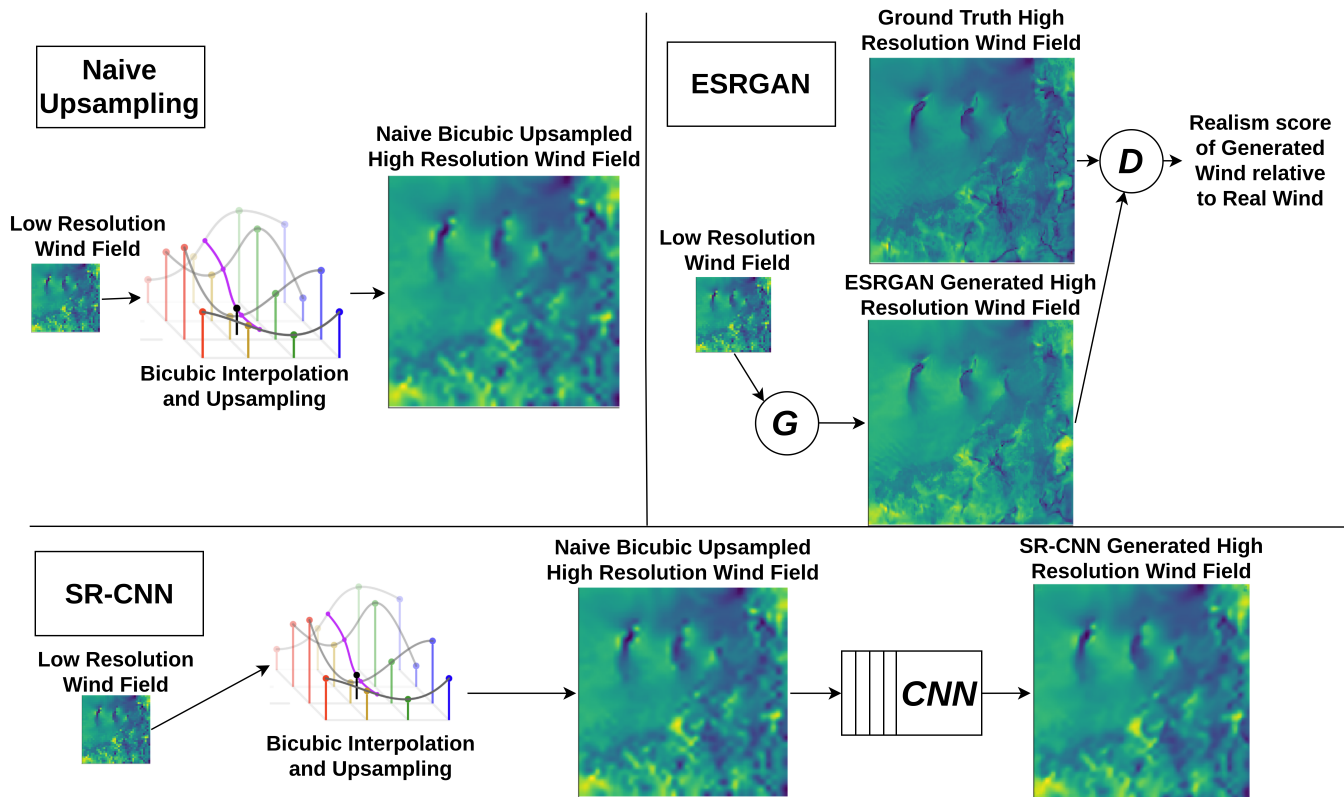 Naive
Upsampling
Low Resolution
Wind Field
Bicubic Interpolation
and Upsampling
Naive Bicubic Upsampled
High Resolution Wind Field
ESRGAN
Ground Truth High
Resolution Wind Field
Low Resolution
Wind Field
G
ESRGAN Generated High
Resolution Wind Field
D
Realism score
of Generated
Wind relative
to Real Wind
SR-CNN
Low Resolution
Wind Field
Bicubic Interpolation
and Upsampling
Naive Bicubic Upsampled
High Resolution Wind Field
CNN
SR-CNN Generated High
Resolution Wind Field